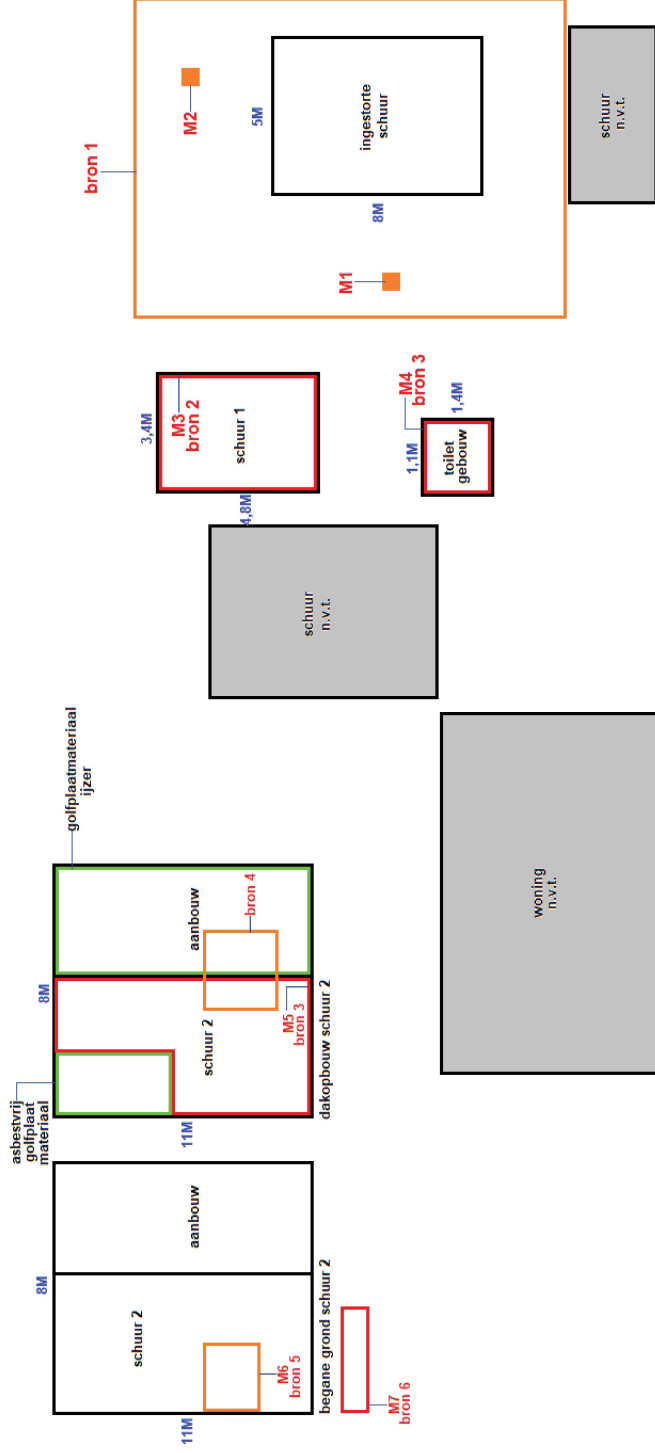 asbestvrij
golfplaat
materiaal
golfplaatmateriaal
ijzer
8M
8M
11M
11M
schuur 2
aanbouw
schuur 2
aanbouw
M6
bron 5
M5
bron 3
bron 4
begane grond schuur 2
dakopbouw schuur 2
M7
bron 6
bron 1
M2
5M
ingestorte
schuur
8M
M1
3,4M
M3
bron 2
schuur 1
4,8M
M4
bron 3
1,1M
1,4M
toilet
gebouw
schuur
n.v.t.
schuur
n.v.t.
woning
n.v.t.